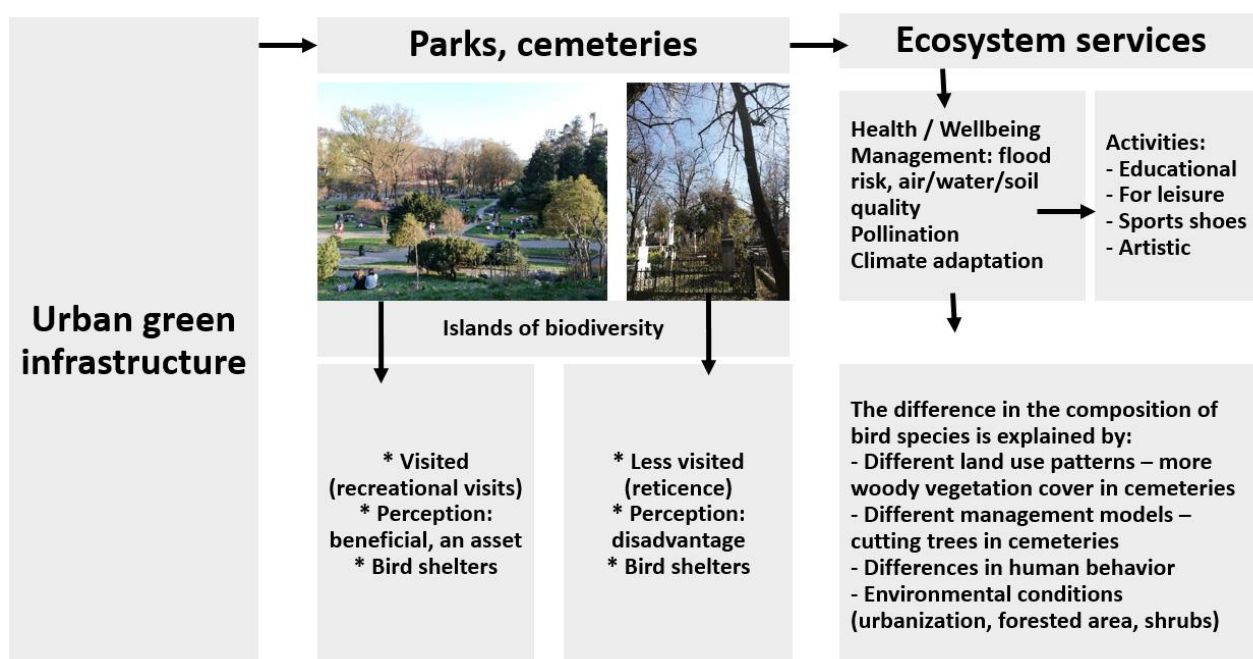 Urban green
infrastructure
Parks, cemeteries
Islands of biodiversity
* Visited
(recreational visits)
* Perception:
beneficial, an asset
* Bird shelters
* Less visited
(reticence)
* Perception:
disadvantage
* Bird shelters
Ecosystem services
Health / Wellbeing
Management: flood
risk, air/water/soil
quality
Pollination
Climate adaptation
Activities:
- Educational
- For leisure
- Sports shoes
- Artistic
The difference in the composition of
bird species is explained by:
- Different land use patterns – more
woody vegetation cover in cemeteries
- Different management models –
cutting trees in cemeteries
- Differences in human behavior
- Environmental conditions
(urbanization, forested area, shrubs)